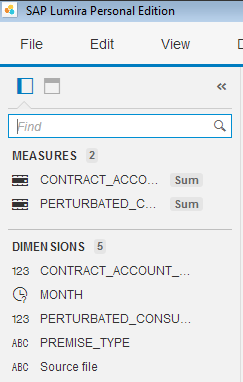 SAP Lumira Personal Edition
File Edit View D
Find
MEASURES 2
CONTRACT_ACCO... Sum
PERTURBATED_C... Sum
DIMENSIONS 5
123 CONTRACT_ACCOUNT_...
MONTH
123 PERTURBATED_CONSU...
ABC PREMISE_TYPE
ABC Source file